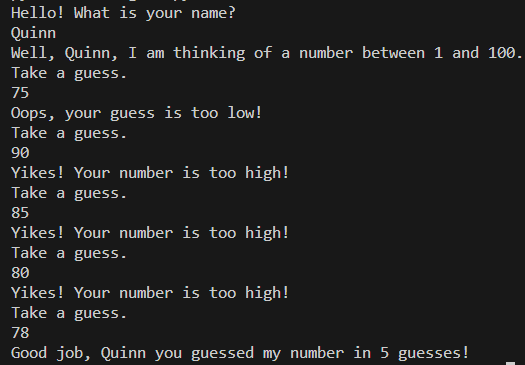 Hello! What is your name?
Quinn
Well, Quinn, I am thinking of a number between 1 and 100.
Take a guess.
75
Oops, your guess is too low!
Take a guess.
90
Yikes! Your number is too high!
Take a guess.
85
Yikes! Your number is too high!
Take a guess.
80
Yikes! Your number is too high!
Take a guess.
78
Good job, Quinn you guessed my number in 5 guesses!